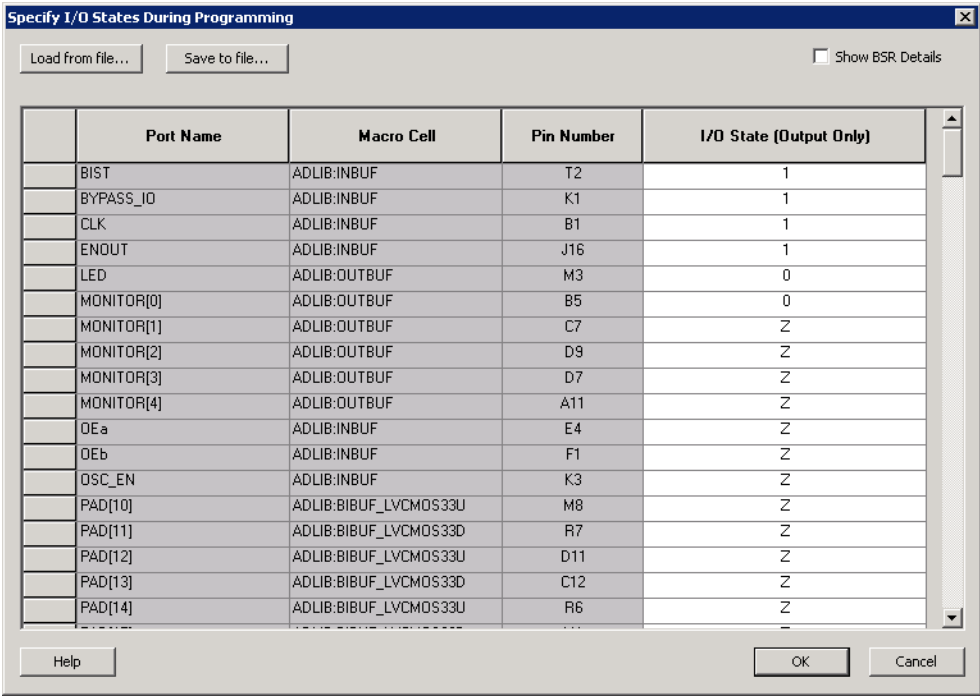 Specify I/O States During Programming
Load from file... Save to file... Show BSR Details
Port Name Macro Cell Pin Number I/O State (Output Only)
BIST ADLIB:INBUF T2 1
BYPASS_IO ADLIB:INBUF K1 1
CLK ADLIB:INBUF B1 1
ENOUT ADLIB:INBUF J16 1
LED ADLIB:OUTBUF M3 0
MONITOR[0] ADLIB:OUTBUF B5 0
MONITOR[1] ADLIB:OUTBUF C7 Z
MONITOR[2] ADLIB:OUTBUF D9 Z
MONITOR[3] ADLIB:OUTBUF D7 Z
MONITOR[4] ADLIB:OUTBUF A11 Z
OEa ADLIB:INBUF E4 Z
OEb ADLIB:INBUF F1 Z
OSC_EN ADLIB:INBUF K3 Z
PAD[10] ADLIB:BIBUF_LVCMOS33U M8 Z
PAD[11] ADLIB:BIBUF_LVCMOS33D R7 Z
PAD[12] ADLIB:BIBUF_LVCMOS33U D11 Z
PAD[13] ADLIB:BIBUF_LVCMOS33D C12 Z
PAD[14] ADLIB:BIBUF_LVCMOS33U R6 Z
Help OK Cancel